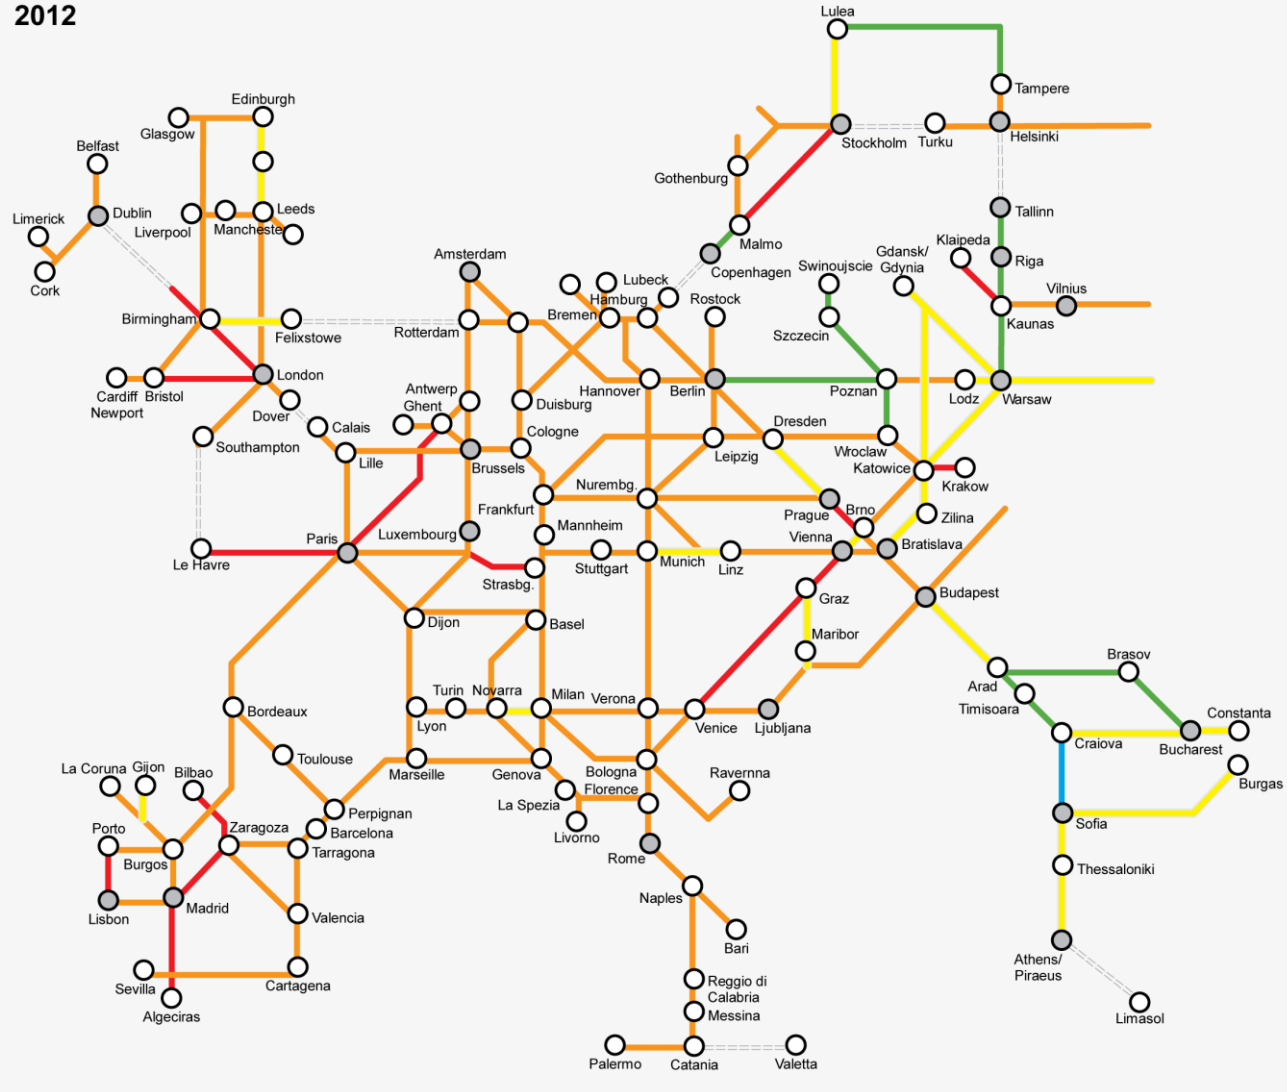 2012
Lulea
Tampere
Edinburgh
Glasgow
Stockholm
Turku
Helsinki
Belfast
Gothenburg
Limerick
Dublin
Liverpool
Manchester
Leeds
Tallinn
Cork
Malmo
Klaipeda
Amsterdam
Copenhagen
Swinoujscie
Gdansk/
Gdynia
Riga
Lubeck
Hamburg
Rostock
Vilnius
Birmingham
Felixstowe
Rotterdam
Bremen
Szczecin
Kaunas
London
Cardiff
Newport
Bristol
Dover
Antwerp
Ghent
Duisburg
Hannover
Berlin
Poznan
Lodz
Warsaw
Calais
Southampton
Lille
Brussels
Cologne
Dresden
Leipzig
Wroclaw
Katowice
Krakow
Nurembg.
Frankfurt
Prague
Brno
Zilina
Mannheim
Paris
Luxembourg
Vienna
Bratislava
Le Havre
Strasbg.
Stuttgart
Munich
Linz
Graz
Budapest
Dijon
Basel
Maribor
Brasov
Arad
Timisoara
Turin
Novarra
Milan
Verona
Bordeaux
Lyon
Venice
Ljubljana
Constanta
Craiova
Bucharest
Toulouse
La Coruna
Gijon
Bilbao
Marseille
Genova
Bologna
Ravernna
Burgas
La Spezia
Florence
Perpignan
Porto
Zaragoza
Barcelona
Livorno
Sofia
Burgos
Tarragona
Rome
Thessaloniki
Lisbon
Madrid
Valencia
Naples
Bari
Athens/
Piraeus
Sevilla
Cartagena
Reggio di
Calabria
Algeciras
Messina
Limasol
Palermo
Catania
Valetta